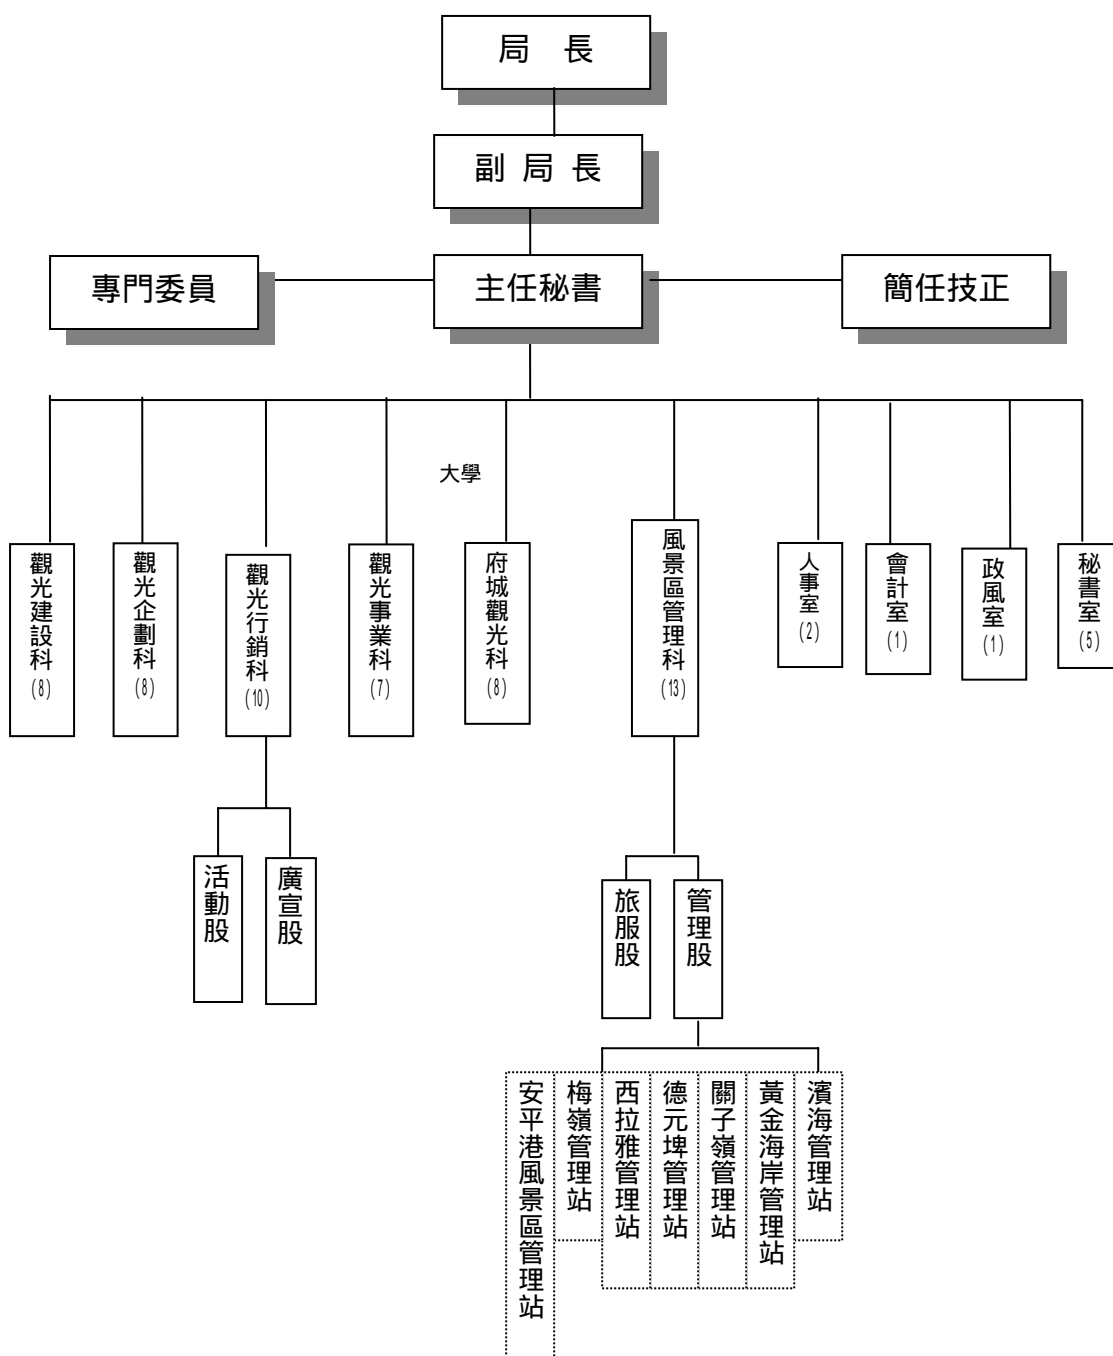 局　長
副 局 長
專門委員
主任秘書
簡任技正
大學
觀光建設科(8)
觀光企劃科(8)
觀光行銷科(10)
觀光事業科(7)
府城觀光科(8)
風景區管理科(13)
人事室(2)
會計室(1)
政風室(1)
秘書室(5)
活動股
廣宣股
旅服股
管理股
安平港風景區管理站
梅嶺管理站
西拉雅管理站
德元埤管理站
關子嶺管理站
黃金海岸管理站
濱海管理站